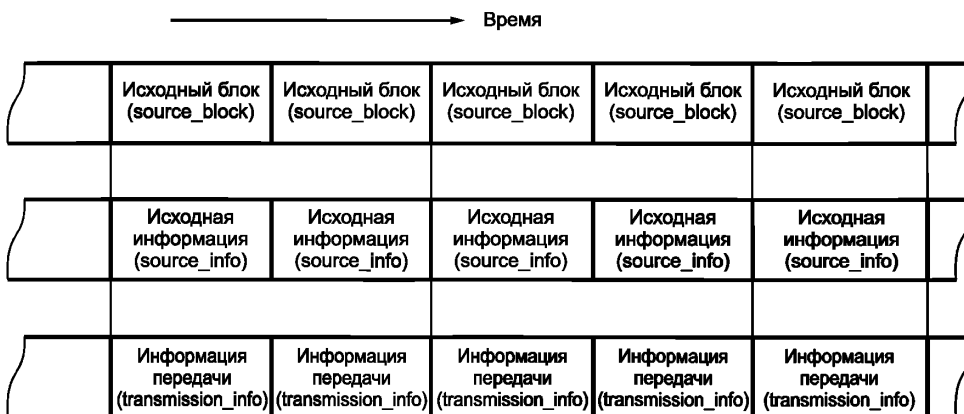 Время
Исходный блок Исходный блок Исходный блок Исходный блок Исходный блок
(source_block) (source_block) (source_block) (source_block) (source_block)
Исходная Исходная Исходная Исходная Исходная
информация информация информация информация информация
(source_info) (source_info) (source_info) (source_info) (source_info)
Информация Информация Информация Информация Информация
передачи передачи передачи передачи передачи
(transmission_info) (transmission_info) (transmission_info) (transmission_info) (transmission_info)